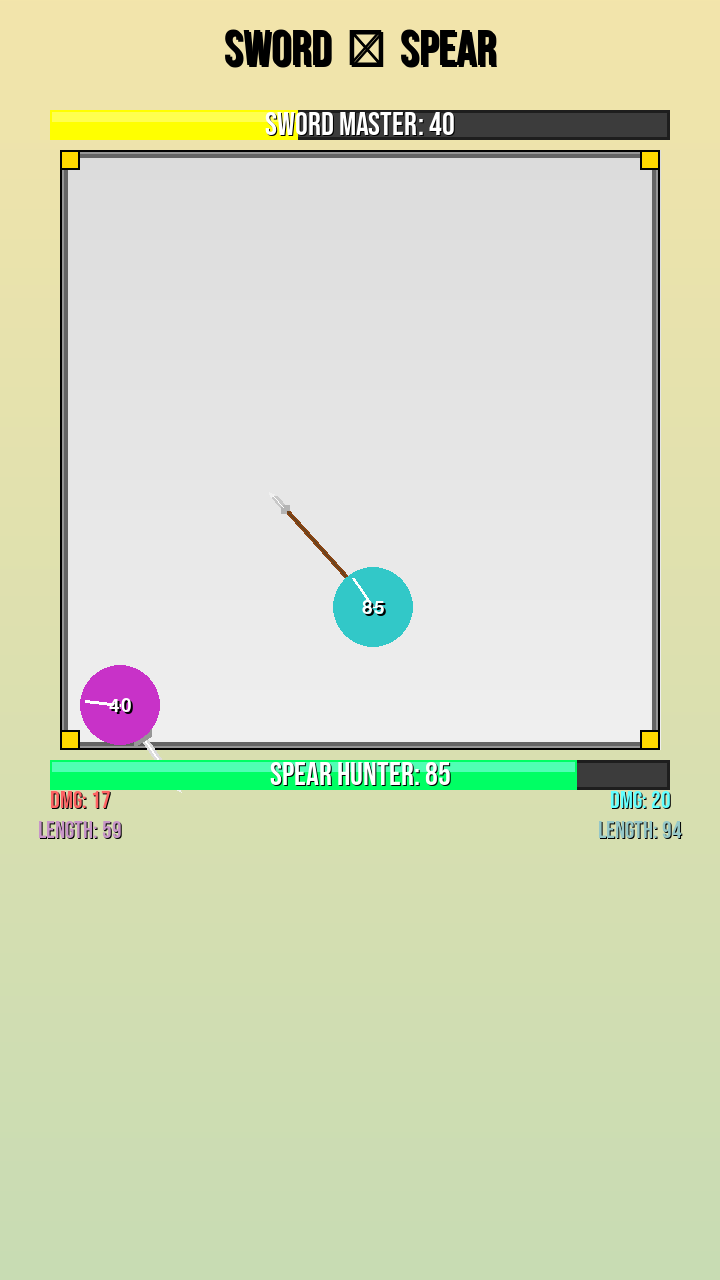 SWORD ☒ SPEAR
SWORD MASTER: 40
85
40
SPEAR HUNTER: 85
DMG: 17 DMG: 20
LENGTH: 59 LENGTH: 94